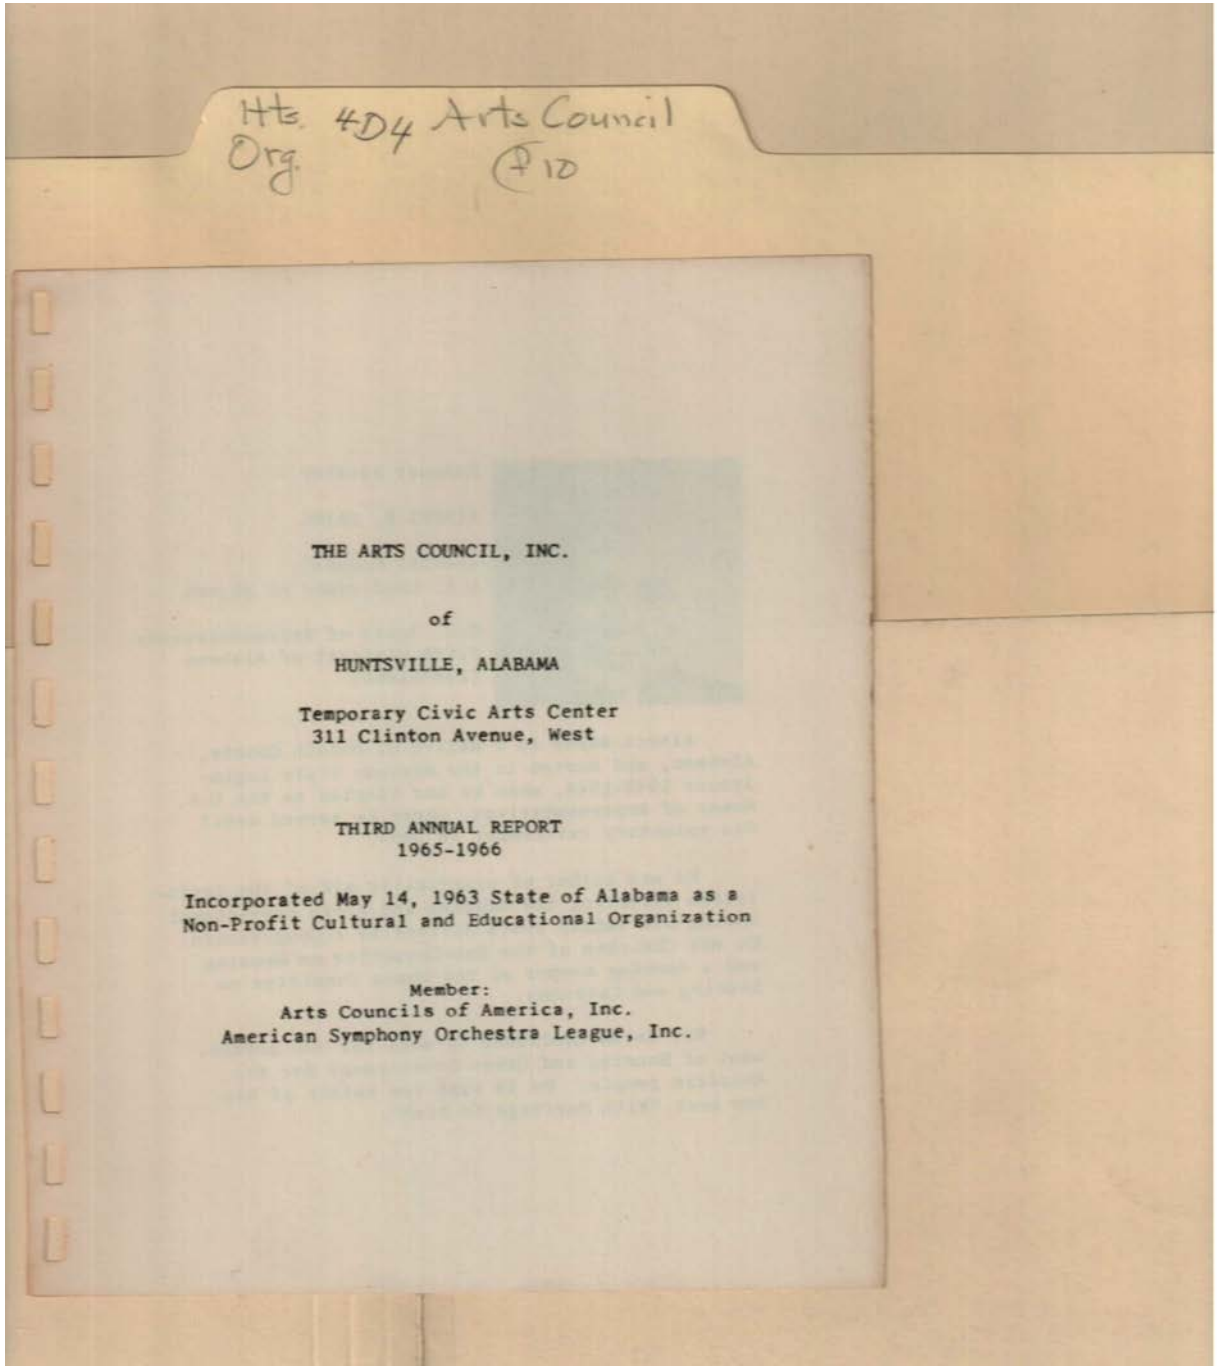 Hts. 4D4 Arts Council
Org. 10
THE ARTS COUNCIL, INC.
of
HUNTSVILLE, ALABAMA
Temporary Civic Arts Center
311 Clinton Avenue, West
THIRD ANNUAL REPORT
1965-1966
Incorporated May 14, 1963 State of Alabama as a
Non-Profit Cultural and Educational Organization
Member:
Arts Councils of America, Inc.
American Symphony Orchestra League, Inc.